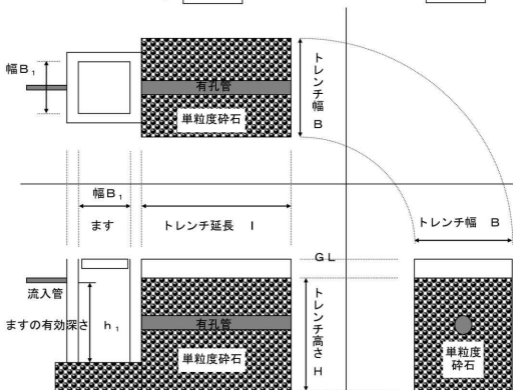 幅B₁
有孔管
単粒度砕石
トレンチ幅 B
幅B₁
ます
トレンチ延長 l
トレンチ幅 B
GL
流入管
ますの有効深さ h₁
有孔管
単粒度砕石
トレンチ高さ H
単粒度
砕石